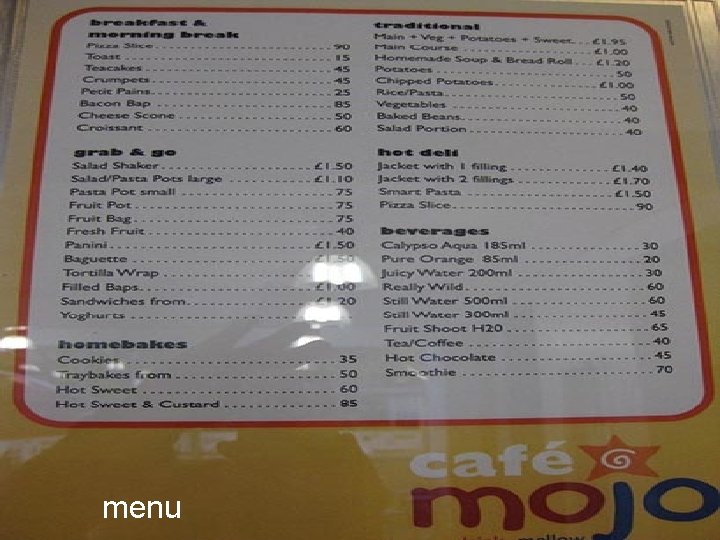 breakfast &
morning break
Pizza Slice 90
Toast 15
Teacakes 45
Crumpets 45
Petit Pains 25
Bacon Bap 85
Cheese Scone 50
Croissant 60
grab & go
Salad Shaker £1.50
Salad/Pasta Pots large £1.10
Pasta Pot small 75
Fruit Pot 75
Fruit Bag 75
Fresh Fruit 40
Panini £1.50
Baguette £1.50
Tortilla Wrap
Filled Baps £1.00
Sandwiches from £1.20
Yoghurts
homebakes
Cookies 35
Traybakes from 50
Hot Sweet 60
Hot Sweet & Custard 85
traditional
Main + Veg + Potatoes + Sweet £1.95
Main Course £1.00
Homemade Soup & Bread Roll £1.20
Potatoes 50
Chipped Potatoes £1.00
Rice/Pasta 50
Vegetables 40
Baked Beans 40
Salad Portion 40
hot deli
Jacket with 1 filling £1.40
Jacket with 2 fillings £1.70
Smart Pasta £1.50
Pizza Slice 90
beverages
Calypso Aqua 185ml 30
Pure Orange 85ml 20
Juicy Water 200ml 30
Really Wild 60
Still Water 500ml 60
Still Water 300ml 45
Fruit Shoot H20 65
Tea/Coffee 40
Hot Chocolate 45
Smoothie 70
café
mojo
mellow
menu